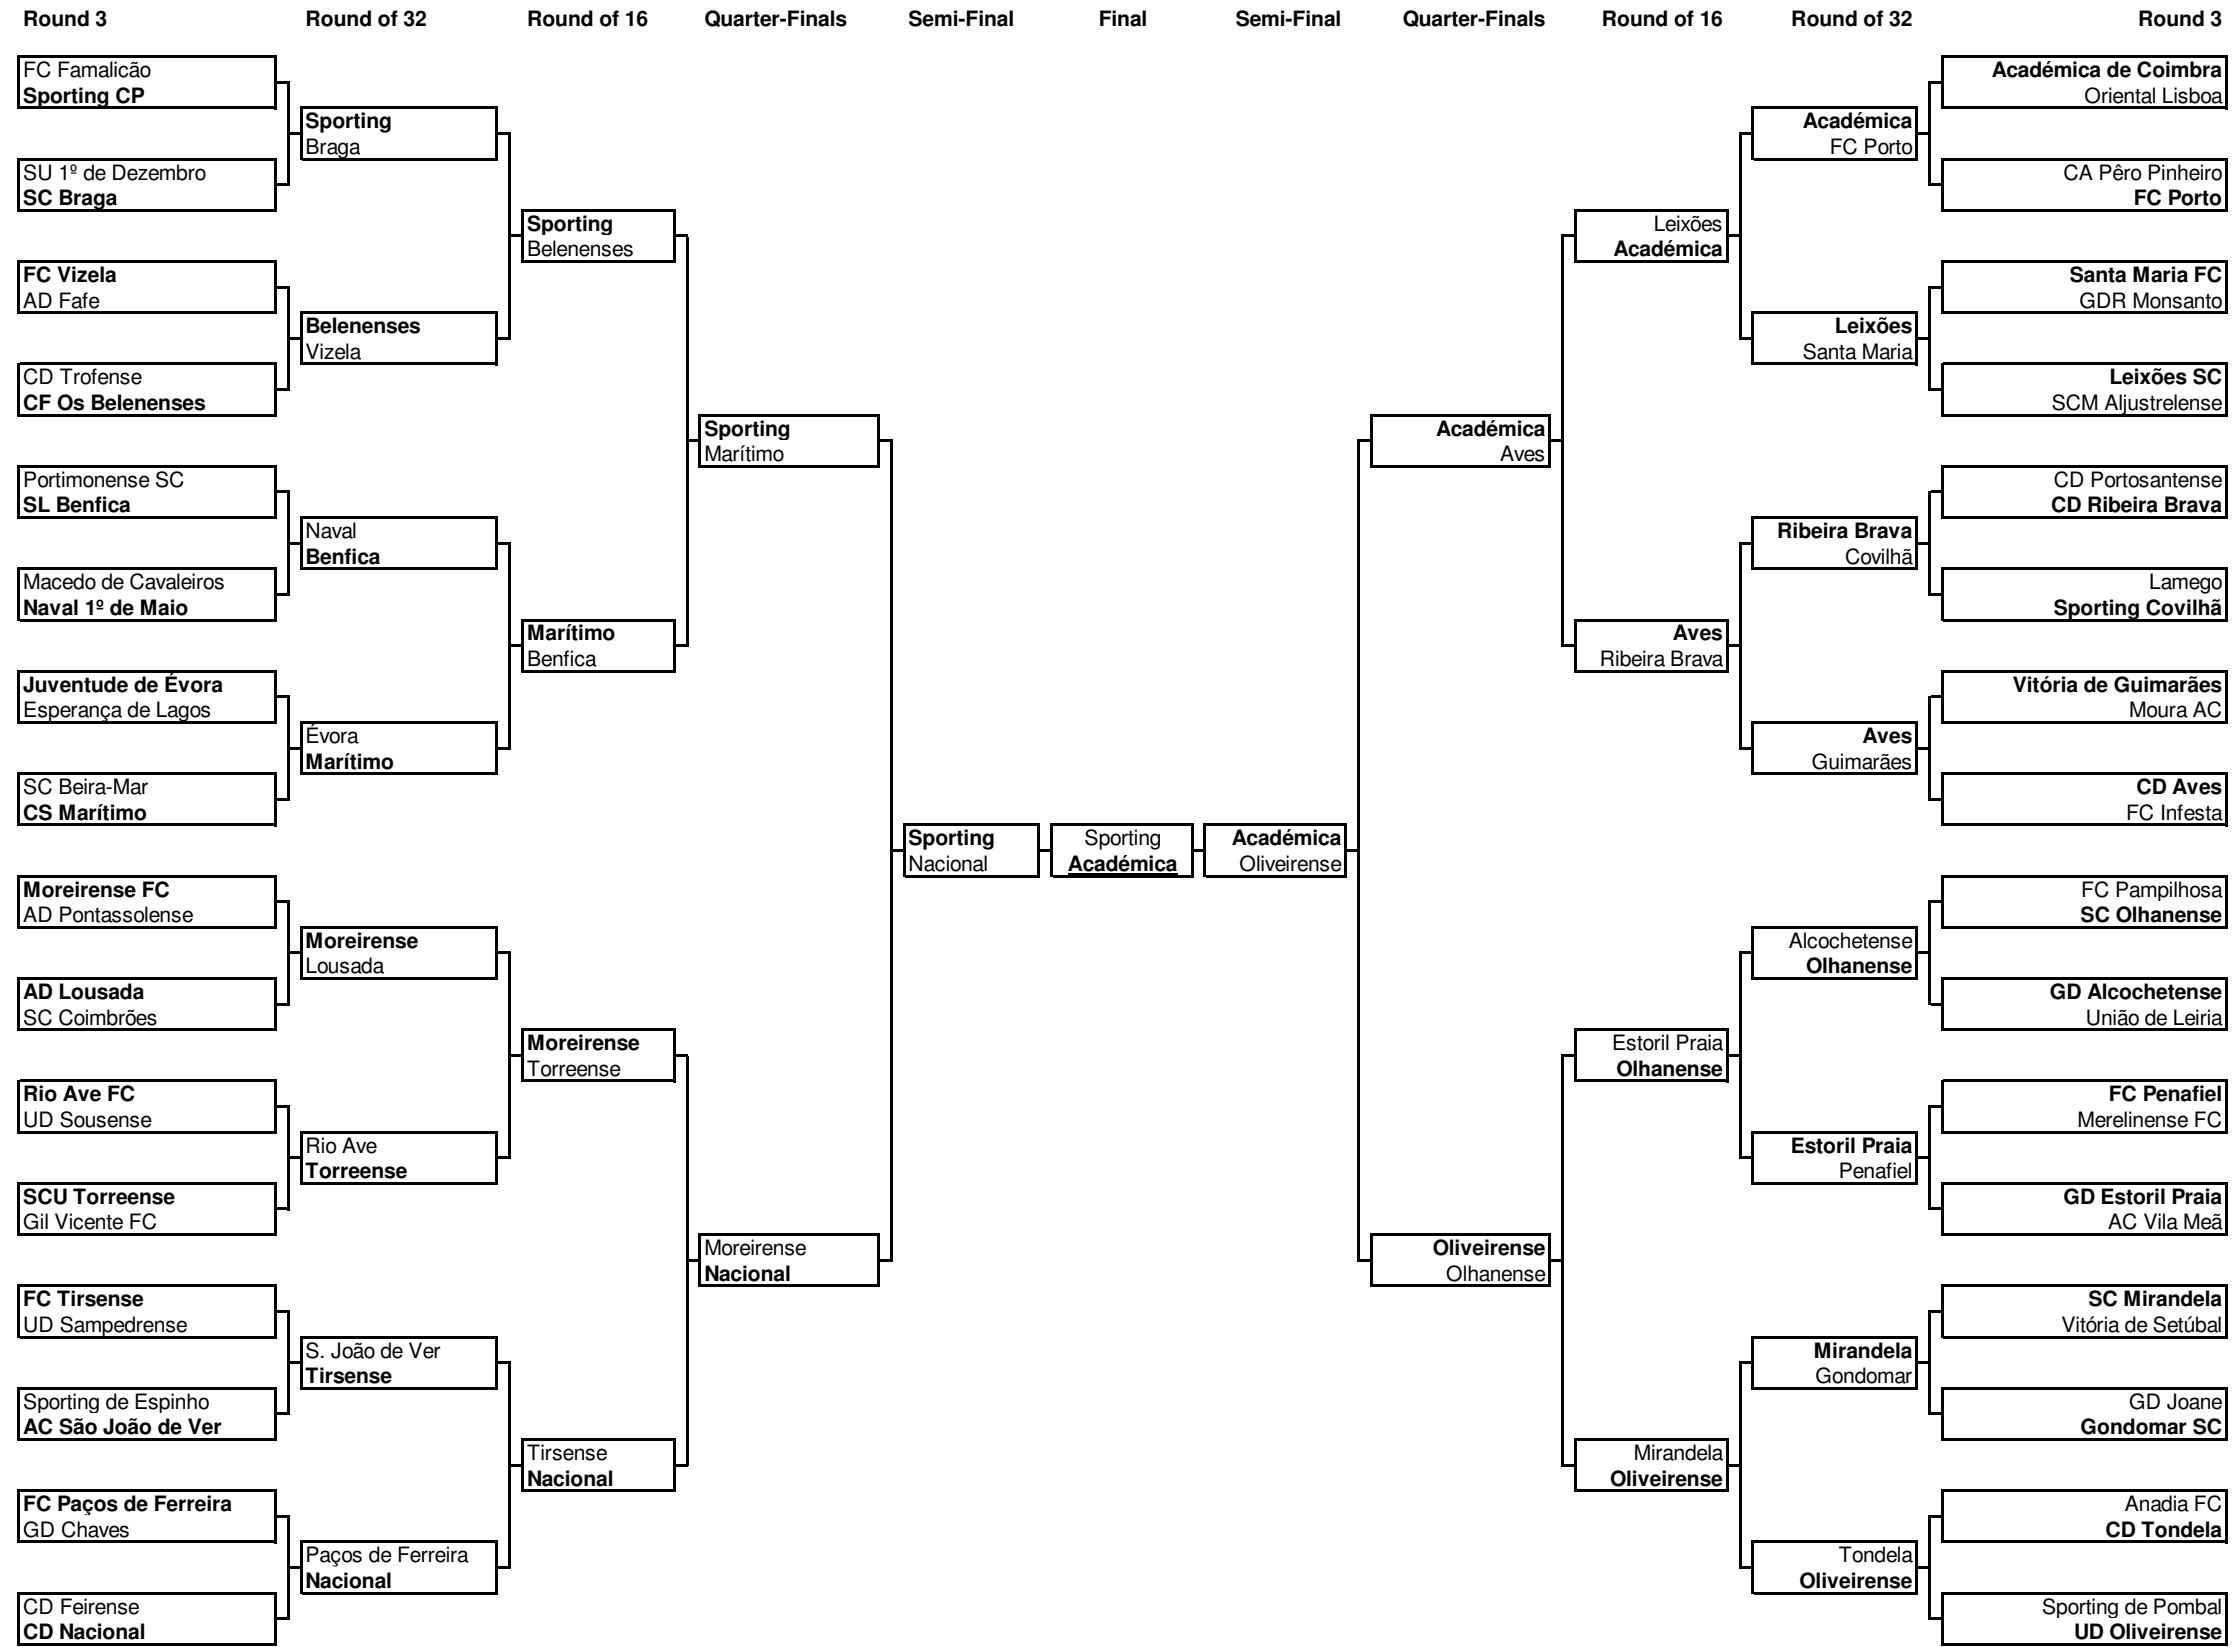 Round 3
Round of 32
Round of 16
Quarter-Finals
Semi-Final
Final
Semi-Final
Quarter-Finals
Round of 16
Round of 32
Round 3
FC Famalicão
Sporting CP
SU 1º de Dezembro
SC Braga
FC Vizela
AD Fafe
CD Trofense
CF Os Belenenses
Portimonense SC
SL Benfica
Macedo de Cavaleiros
Naval 1º de Maio
Juventude de Évora
Esperança de Lagos
SC Beira-Mar
CS Marítimo
Moreirense FC
AD Pontassolense
AD Lousada
SC Coimbrões
Rio Ave FC
UD Sousense
SCU Torreense
Gil Vicente FC
FC Tirsense
UD Sampedrense
Sporting de Espinho
AC São João de Ver
FC Paços de Ferreira
GD Chaves
CD Feirense
CD Nacional
Sporting
Braga
Belenenses
Vizela
Naval
Benfica
Évora
Marítimo
Moreirense
Lousada
Rio Ave
Torreense
S. João de Ver
Tirsense
Paços de Ferreira
Nacional
Sporting
Belenenses
Marítimo
Benfica
Moreirense
Torreense
Tirsense
Nacional
Sporting
Marítimo
Moreirense
Nacional
Sporting
Nacional
Sporting
Académica
Académica
Oliveirense
Académica
Aves
Oliveirense
Olhanense
Leixões
Académica
Aves
Ribeira Brava
Estoril Praia
Olhanense
Mirandela
Oliveirense
Académica
FC Porto
Leixões
Santa Maria
Ribeira Brava
Covilhã
Aves
Guimarães
Alcochetense
Olhanense
Estoril Praia
Penafiel
Mirandela
Gondomar
Tondela
Oliveirense
Académica de Coimbra
Oriental Lisboa
CA Pêro Pinheiro
FC Porto
Santa Maria FC
GDR Monsanto
Leixões SC
SCM Aljustrelense
CD Portosantense
CD Ribeira Brava
Lamego
Sporting Covilhã
Vitória de Guimarães
Moura AC
CD Aves
FC Infesta
FC Pampilhosa
SC Olhanense
GD Alcochetense
União de Leiria
FC Penafiel
Merelinense FC
GD Estoril Praia
AC Vila Meã
SC Mirandela
Vitória de Setúbal
GD Joane
Gondomar SC
Anadia FC
CD Tondela
Sporting de Pombal
UD Oliveirense